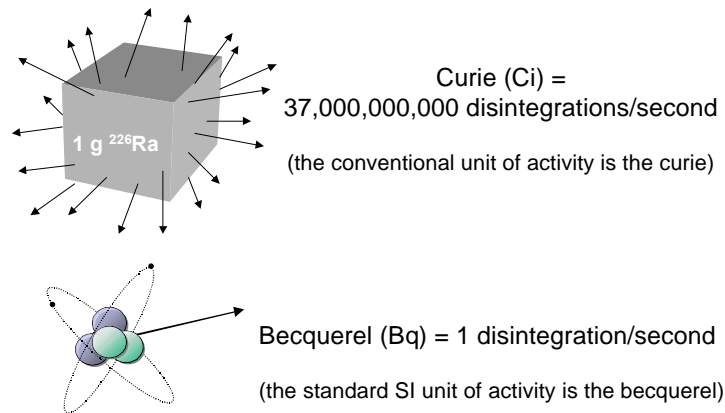 Curie (Ci) =
37,000,000,000 disintegrations/second
1 g ²²⁶Ra
(the conventional unit of activity is the curie)
Becquerel (Bq) = 1 disintegration/second
(the standard SI unit of activity is the becquerel)